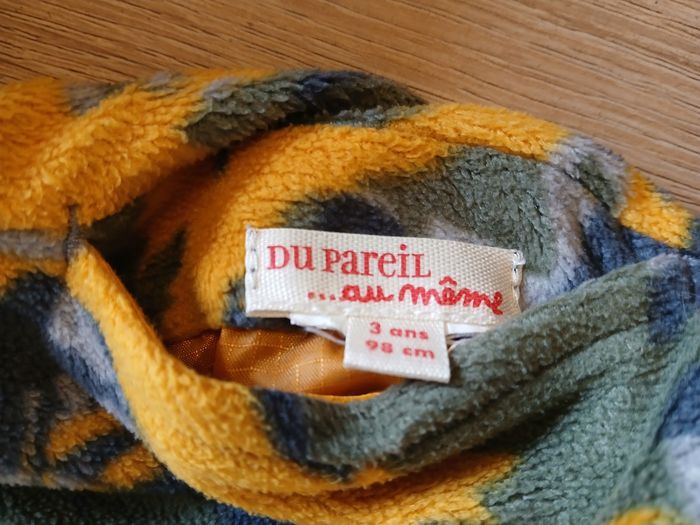 DU PAREIL
...au même
3 ans
98 cm